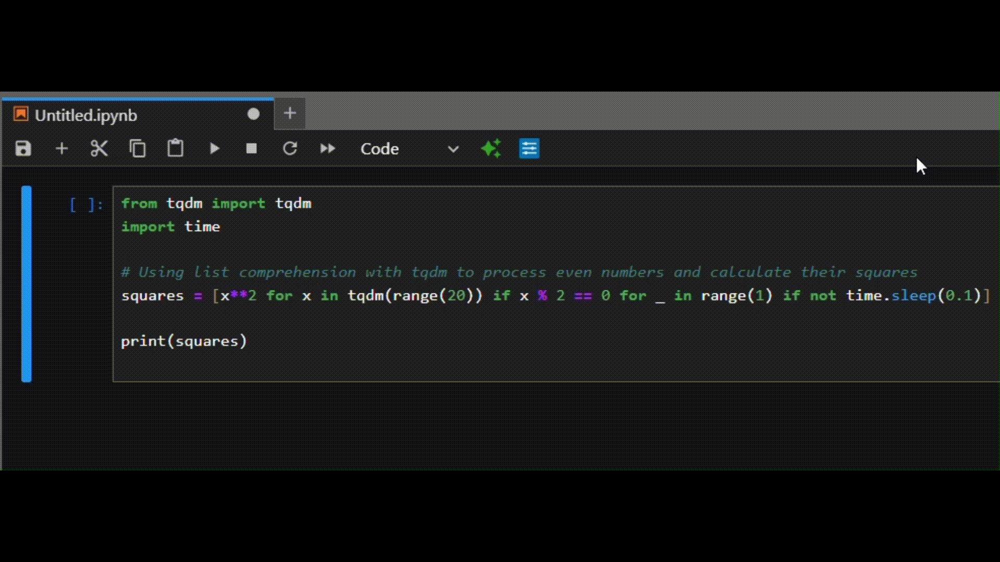 Untitled.ipynb
Code
[ ]:
from tqdm import tqdm
import time
# Using list comprehension with tqdm to process even numbers and calculate their squares
squares = [x**2 for x in tqdm(range(20)) if x % 2 == 0 for _ in range(1) if not time.sleep(0.1)]
print(squares)